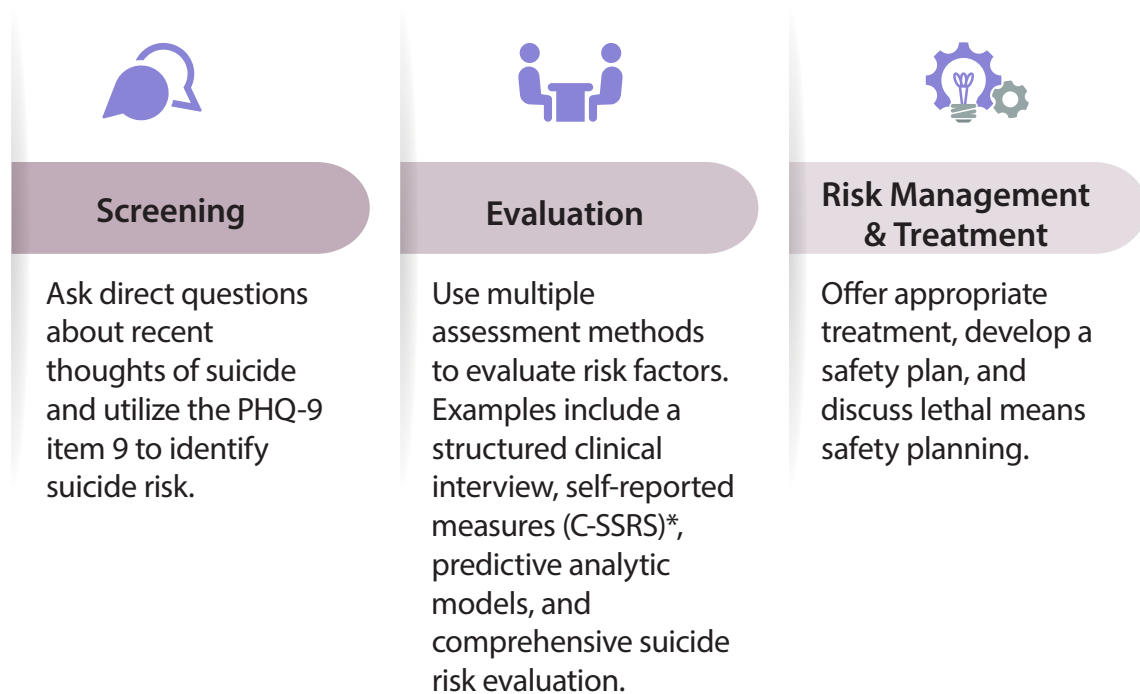 Screening
Ask direct questions
about recent
thoughts of suicide
and utilize the PHQ-9
item 9 to identify
suicide risk.
Evaluation
Use multiple
assessment methods
to evaluate risk factors.
Examples include a
structured clinical
interview, self-reported
measures (C-SSRS)*,
predictive analytic
models, and
comprehensive suicide
risk evaluation.
Risk Management
& Treatment
Offer appropriate
treatment, develop a
safety plan, and
discuss lethal means
safety planning.